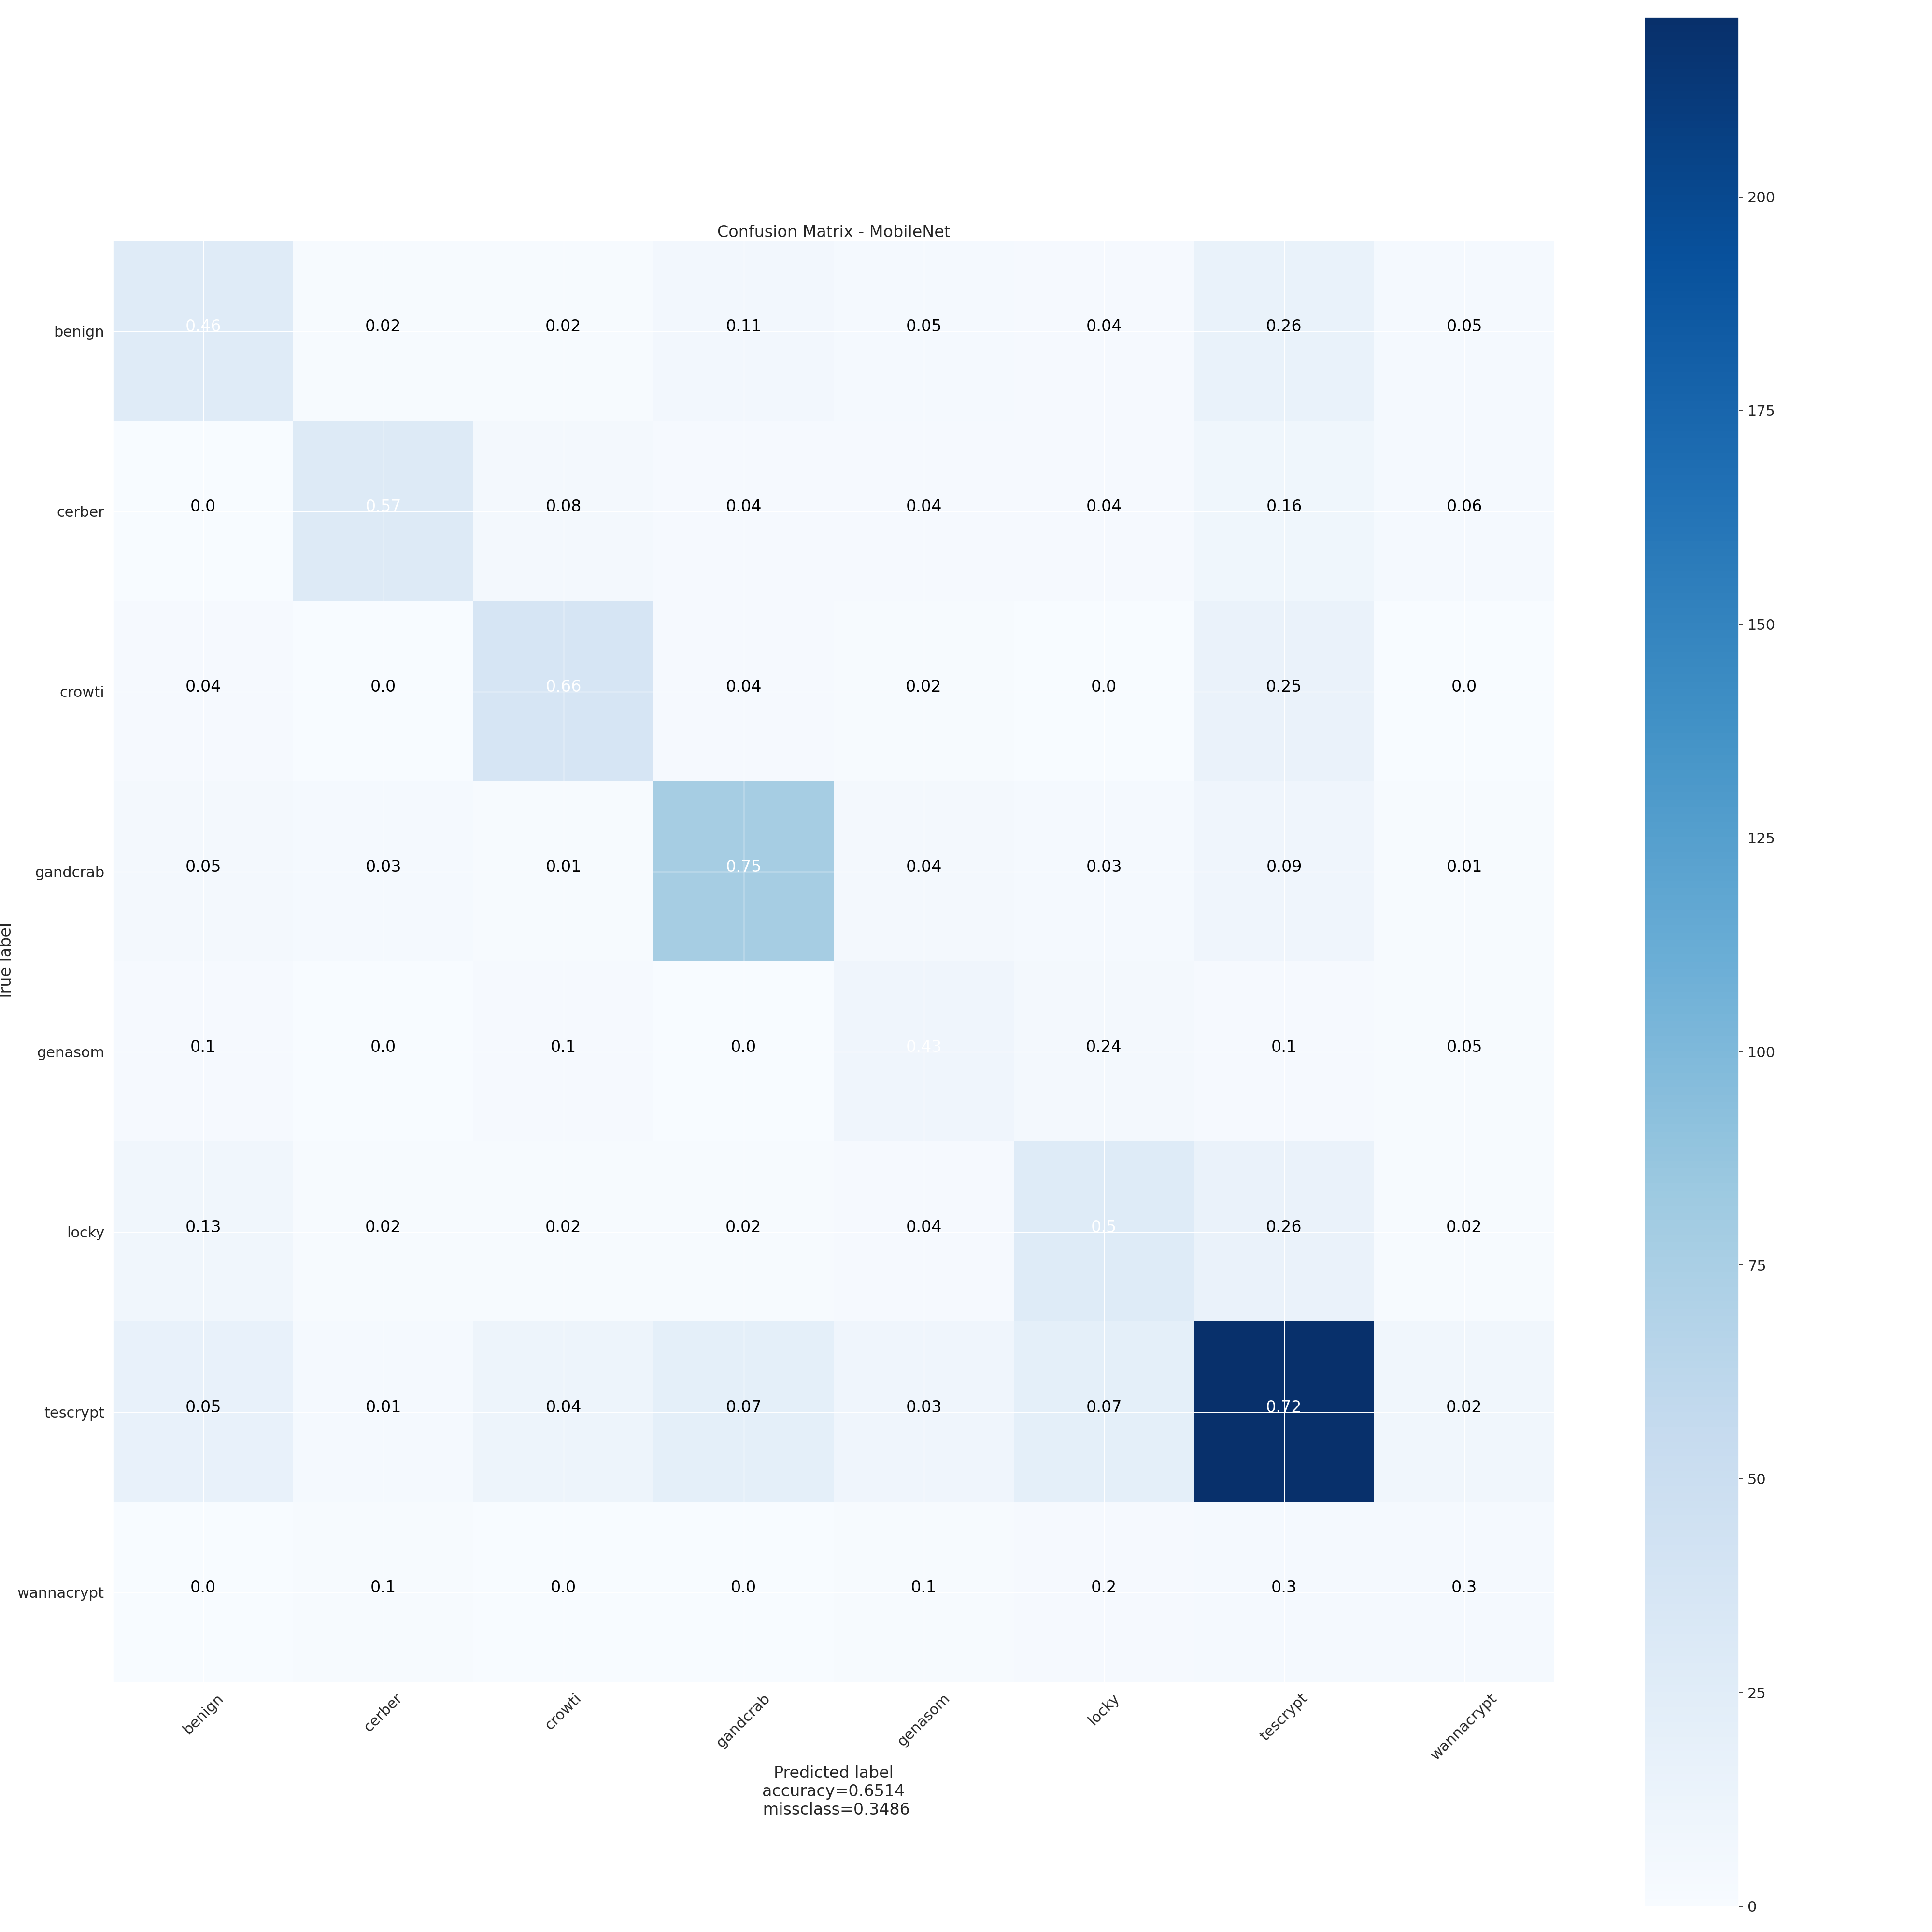 Confusion Matrix - MobileNet
benign 0.46 0.02 0.02 0.11 0.05 0.04 0.26 0.05
cerber 0.0 0.57 0.08 0.04 0.04 0.04 0.16 0.06
crowti 0.04 0.0 0.66 0.04 0.02 0.0 0.25 0.0
gandcrab 0.05 0.03 0.01 0.75 0.04 0.03 0.09 0.01
genasom 0.1 0.0 0.1 0.0 0.43 0.24 0.1 0.05
locky 0.13 0.02 0.02 0.02 0.04 0.5 0.26 0.02
tescrypt 0.05 0.01 0.04 0.07 0.03 0.07 0.72 0.02
wannacrypt 0.0 0.1 0.0 0.0 0.1 0.2 0.3 0.3
benign cerber crowti gandcrab genasom locky tescrypt wannacrypt
True label
Predicted label
accuracy=0.6514
missclass=0.3486
200
175
150
125
100
75
50
25
0